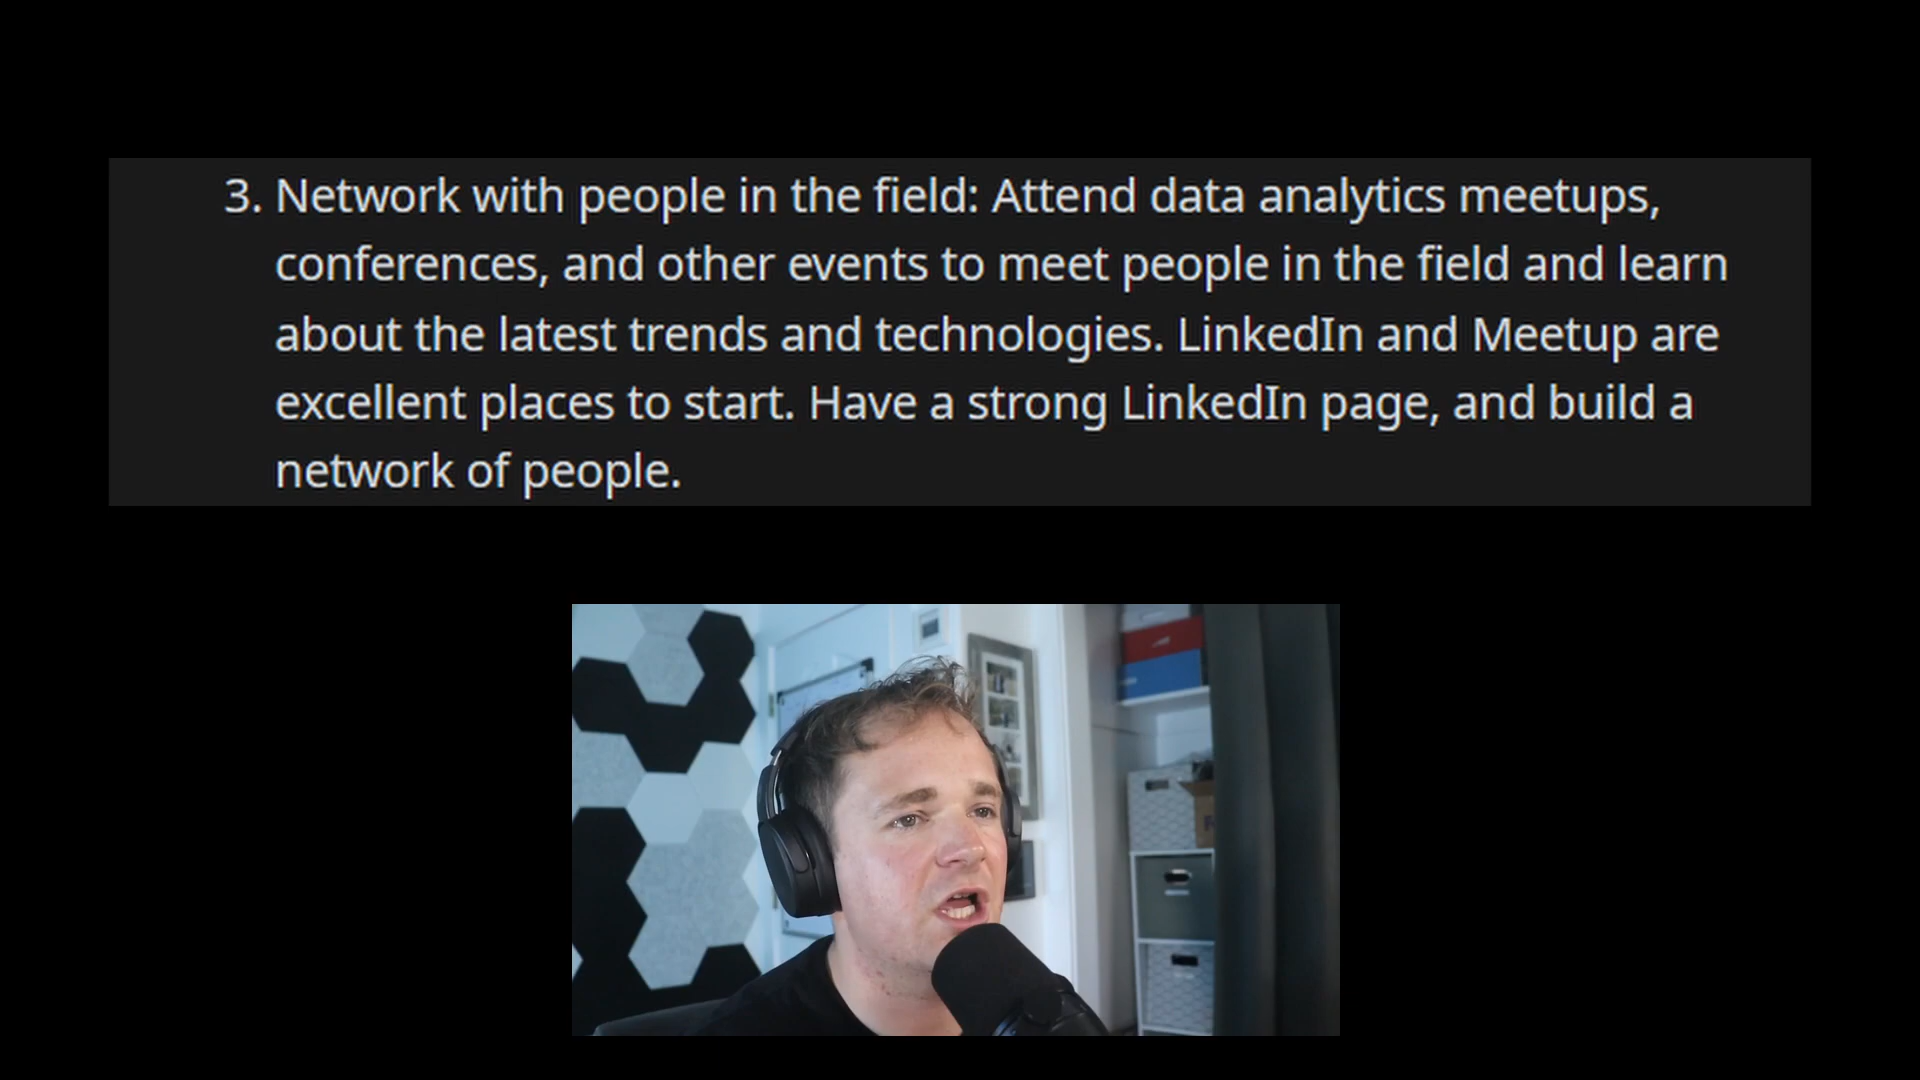 3. Network with people in the field: Attend data analytics meetups,
conferences, and other events to meet people in the field and learn
about the latest trends and technologies. LinkedIn and Meetup are
excellent places to start. Have a strong LinkedIn page, and build a
network of people.